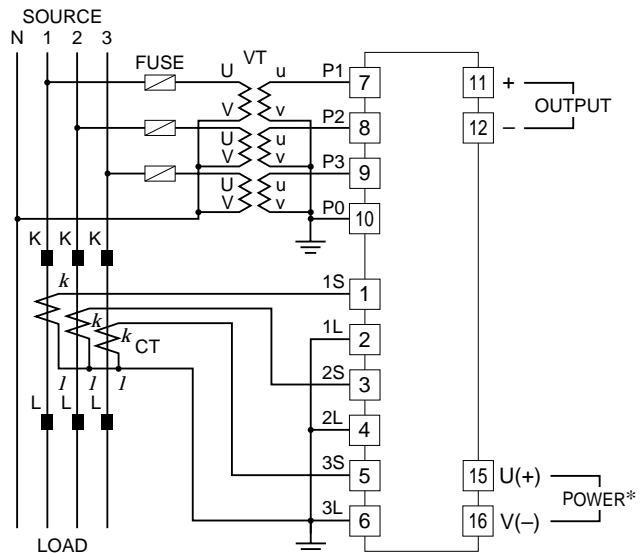 SOURCE
N 1 2 3
FUSE
VT
U u P1 7
V v
P2 8
U u
V v
P3 9
U u
V v
P0 10
11 +
OUTPUT
12 –
K K K
k 1S 1
k
k CT
1L 2
l l l
2S 3
L L L
2L 4
3S 5
3L 6
15 U(+)
POWER*
16 V(–)
LOAD